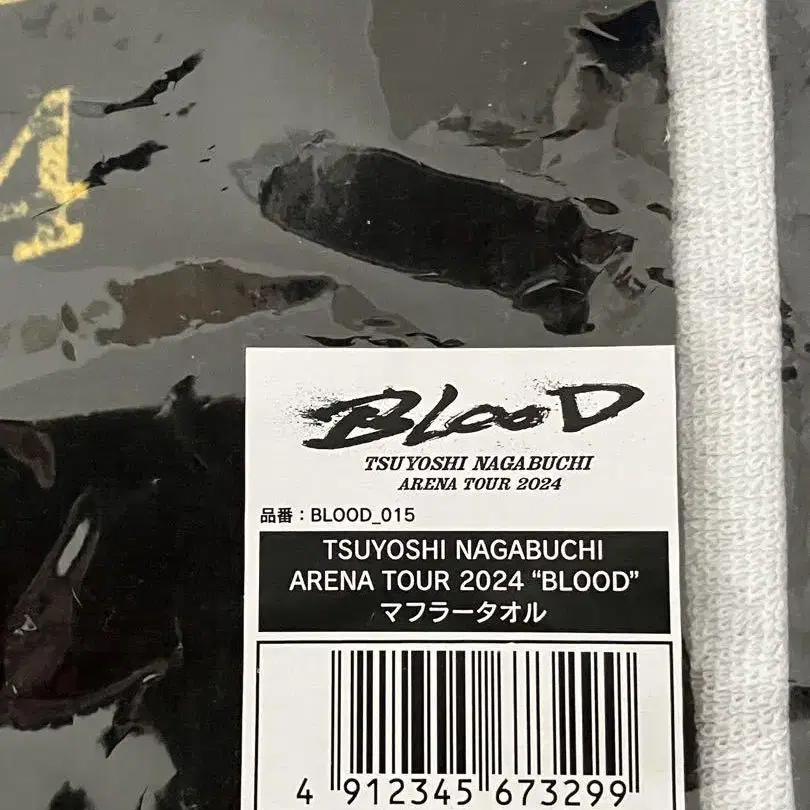 4
BLOOD
TSUYOSHI NAGABUCHI
ARENA TOUR 2024
品番：BLOOD_015
TSUYOSHI NAGABUCHI
ARENA TOUR 2024 “BLOOD”
マフラータオル
4 912345 673299